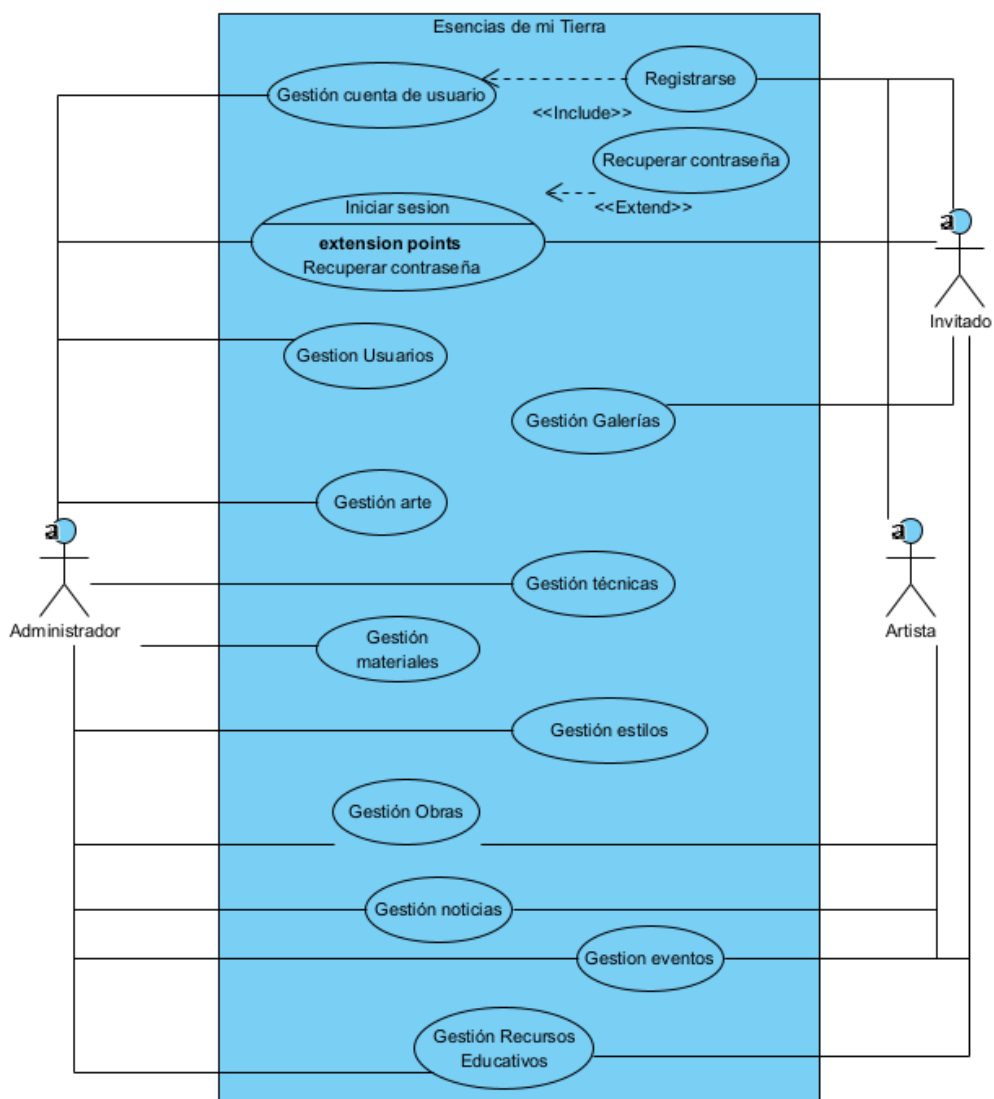 Esencias de mi Tierra
Registrarse
Gestión cuenta de usuario
<<Include>>
Recuperar contraseña
<<Extend>>
Iniciar sesion
extension points
Recuperar contraseña
a
Invitado
Gestion Usuarios
Gestión Galerías
Gestión arte
a
a
Gestión técnicas
Administrador
Artista
Gestión
materiales
Gestión estilos
Gestión Obras
Gestión noticias
Gestion eventos
Gestión Recursos
Educativos